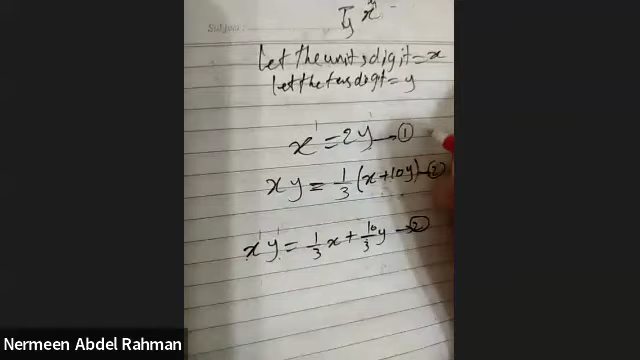 Subject:
T u
y x
Let the units digit = x
let the tens digit = y
x = 2y → ①
xy = 1/3 (x+10y) → ②
xy = 1/3 x + 10/3 y → ②
Nermeen Abdel Rahman